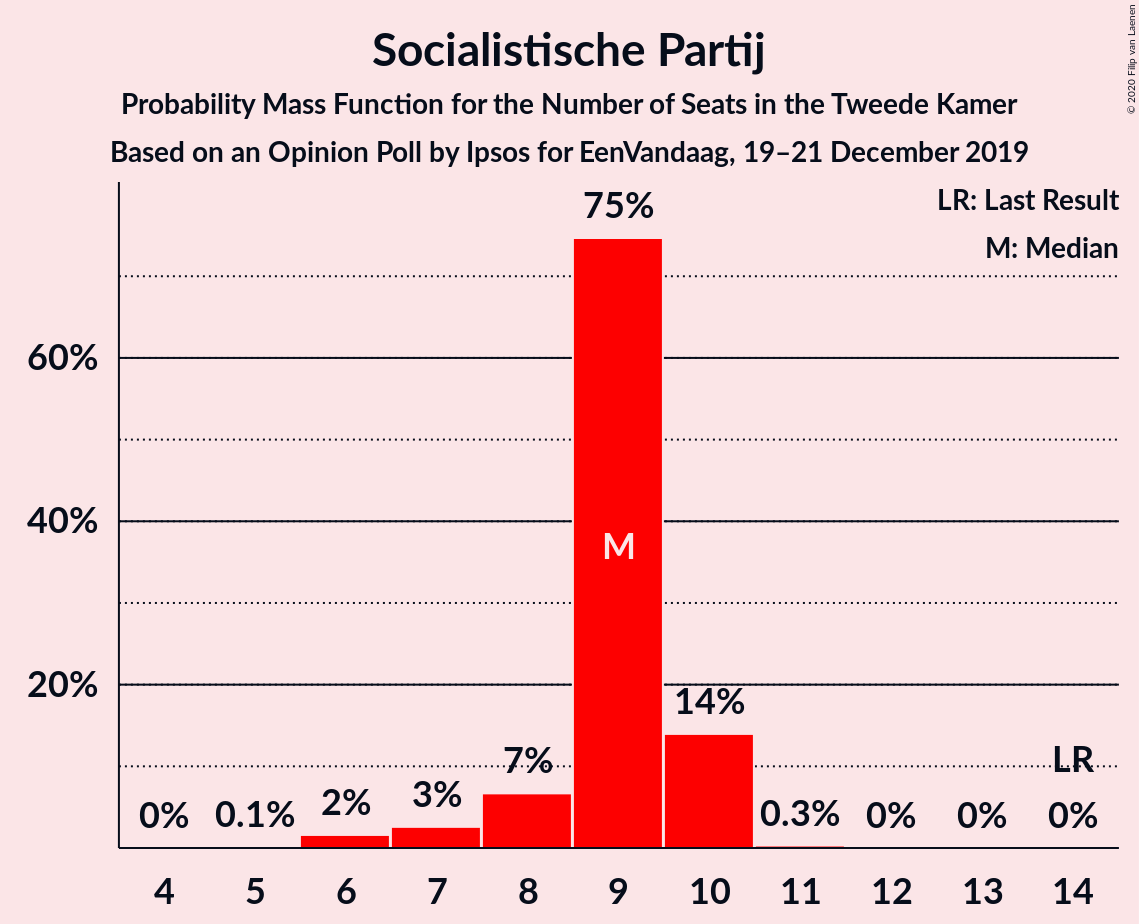 Socialistische Partij
Probability Mass Function for the Number of Seats in the Tweede Kamer
Based on an Opinion Poll by Ipsos for EenVandaag, 19–21 December 2019
© 2020 Filip van Laenen
LR: Last Result
M: Median
75%
60%
40%
M
20%
14%
7%
LR
3%
2%
0%
0.1%
0.3%
0%
0%
0%
4 5 6 7 8 9 10 11 12 13 14